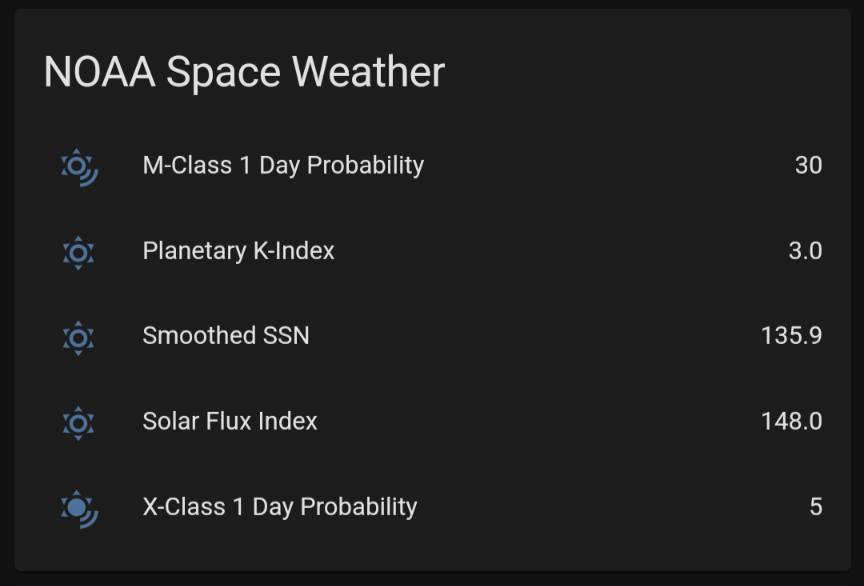 NOAA Space Weather
M-Class 1 Day Probability 30
Planetary K-Index 3.0
Smoothed SSN 135.9
Solar Flux Index 148.0
X-Class 1 Day Probability 5